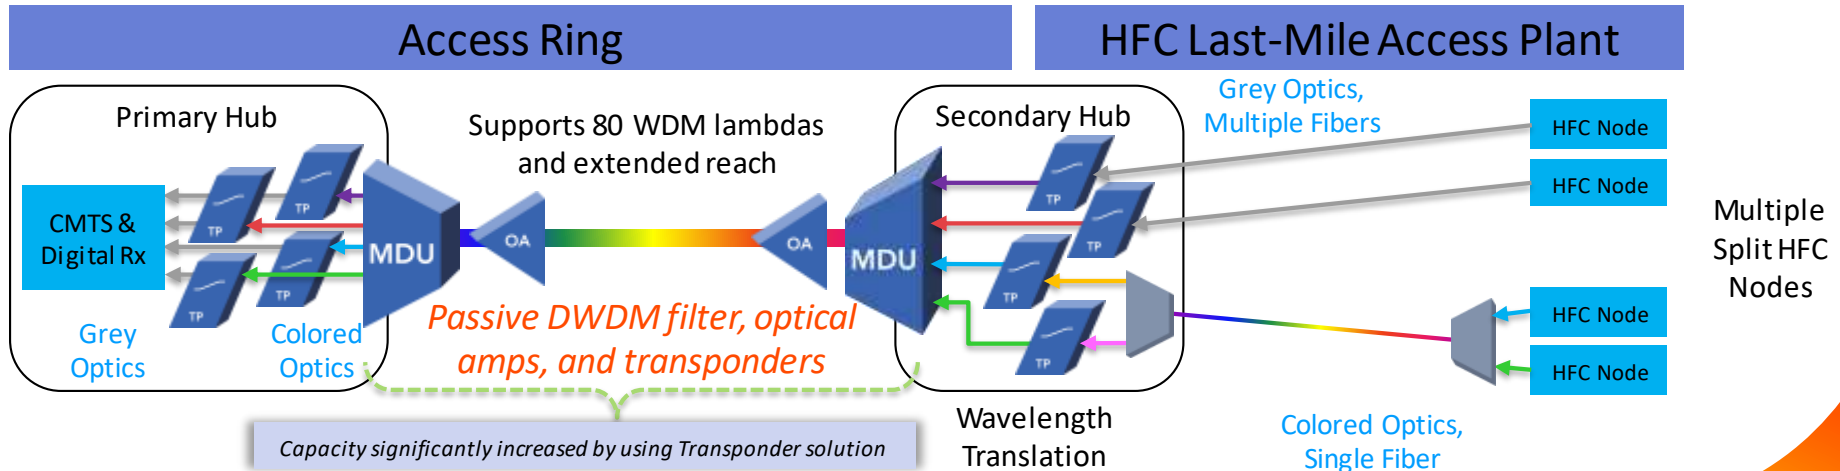 Access Ring
HFC Last-Mile Access Plant
Primary Hub
Supports 80 WDM lambdas
and extended reach
Secondary Hub
Grey Optics,
Multiple Fibers
HFC Node
HFC Node
HFC Node
HFC Node
Multiple
Split HFC
Nodes
CMTS &
Digital Rx
TP
TP
TP
TP
MDU
OA
OA
MDU
TP
TP
TP
TP
Grey
Optics
Colored
Optics
Passive DWDM filter, optical
amps, and transponders
Capacity significantly increased by using Transponder solution
Wavelength
Translation
Colored Optics,
Single Fiber